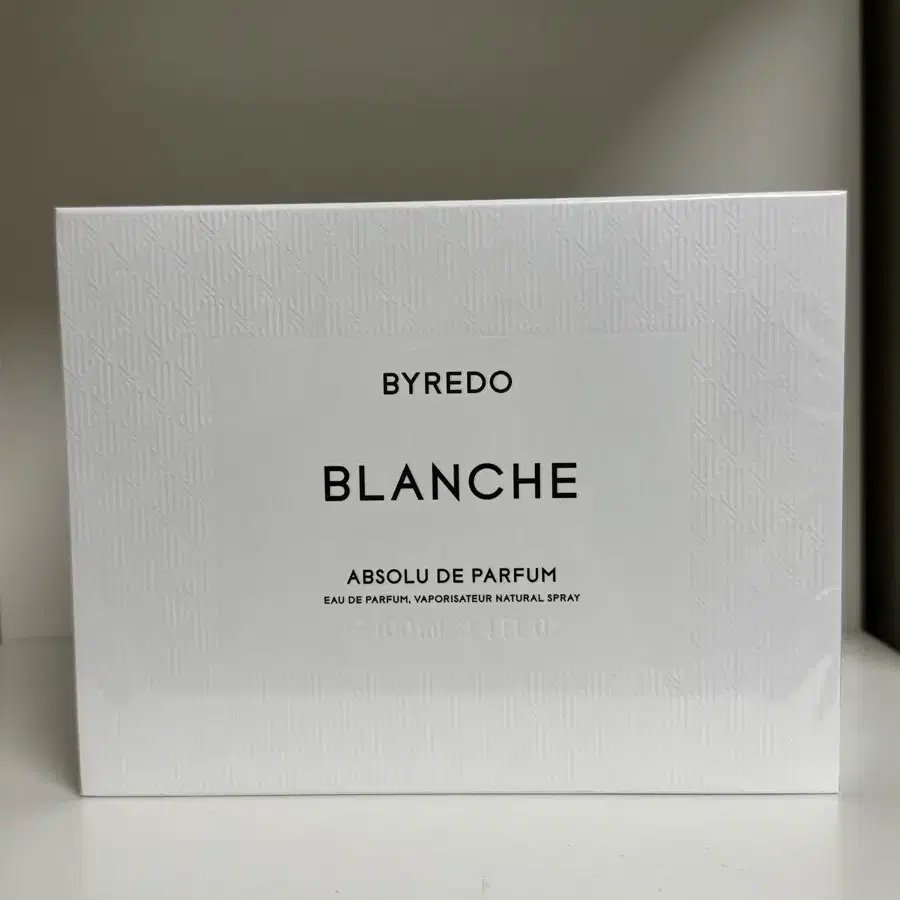 BYREDO
BLANCHE
ABSOLU DE PARFUM
EAU DE PARFUM, VAPORISATEUR NATURAL SPRAY